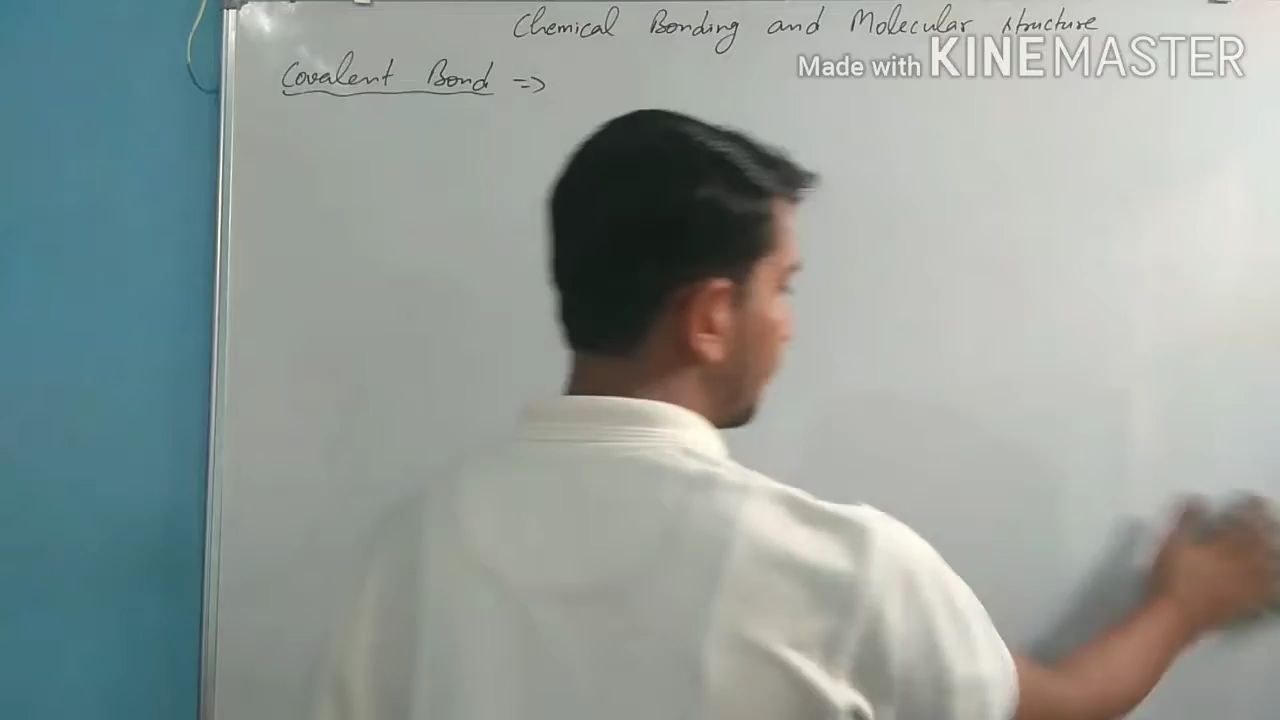 Chemical Bonding and Molecular structure
Made with KINEMASTER
Covalent Bond =>